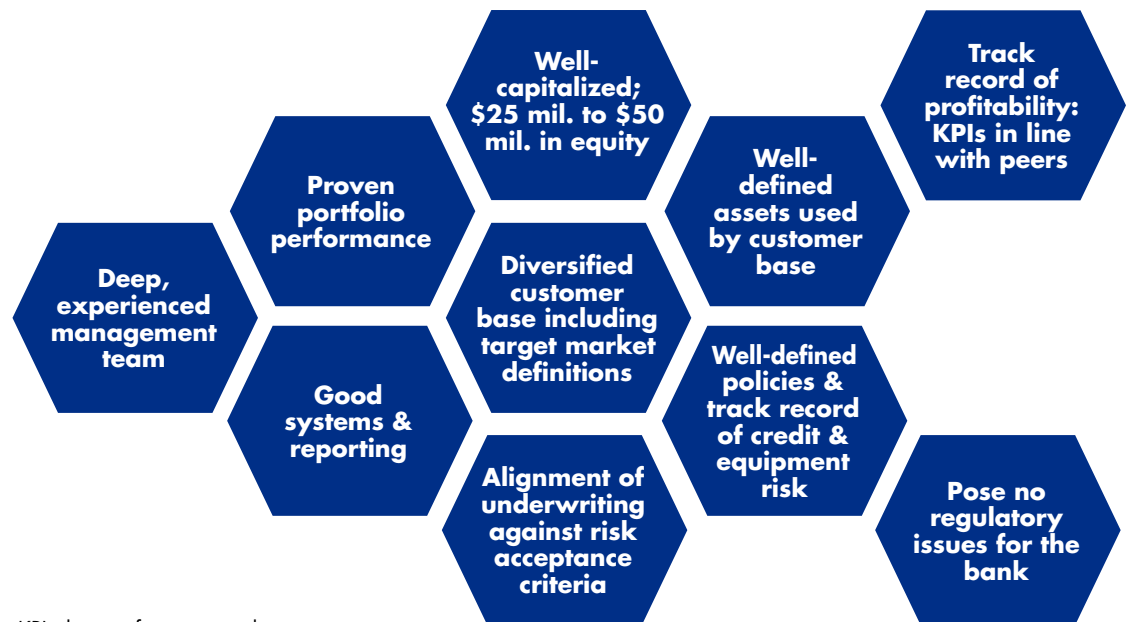 Well-
capitalized;
$25 mil. to $50
mil. in equity
Track
record of
profitability:
KPIs in line
with peers
Proven
portfolio
performance
Well-
defined
assets used
by customer
base
Deep,
experienced
management
team
Diversified
customer
base including
target market
definitions
Good
systems &
reporting
Well-defined
policies &
track record
of credit &
equipment
risk
Alignment of
underwriting
against risk
acceptance
criteria
Pose no
regulatory
issues for the
bank